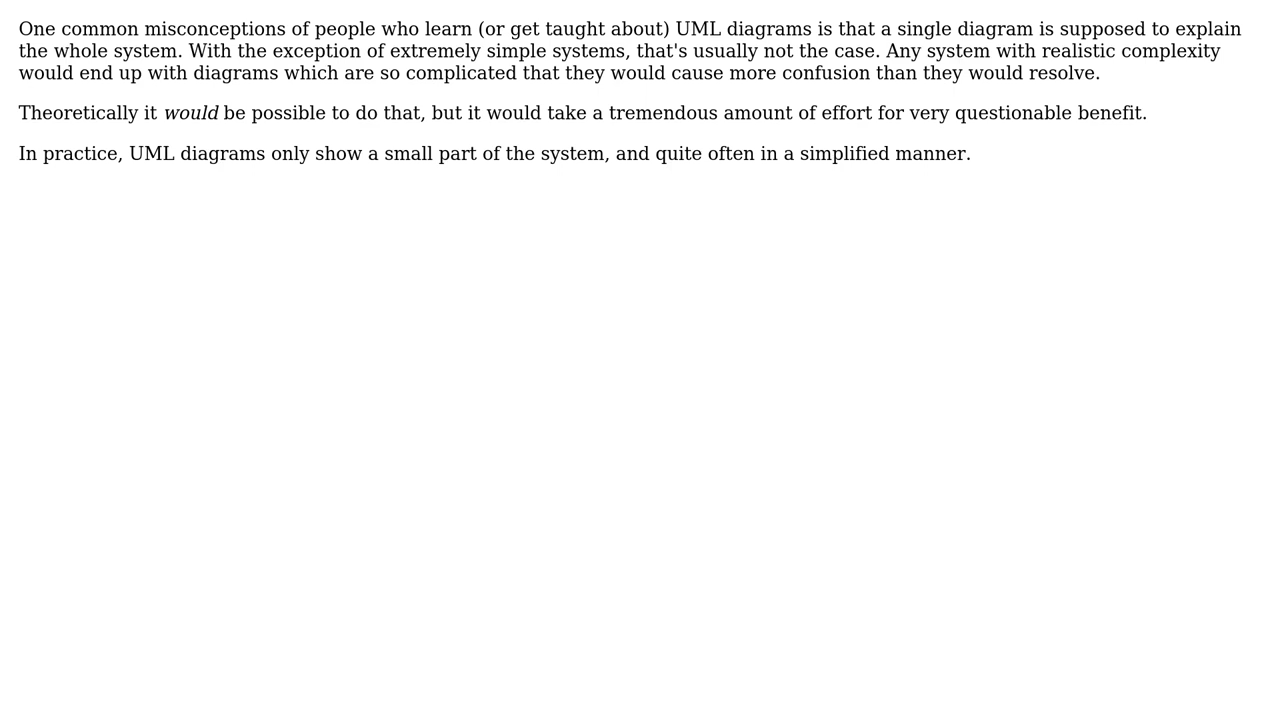 One common misconceptions of people who learn (or get taught about) UML diagrams is that a single diagram is supposed to explain
the whole system. With the exception of extremely simple systems, that's usually not the case. Any system with realistic complexity
would end up with diagrams which are so complicated that they would cause more confusion than they would resolve.
Theoretically it would be possible to do that, but it would take a tremendous amount of effort for very questionable benefit.
In practice, UML diagrams only show a small part of the system, and quite often in a simplified manner.